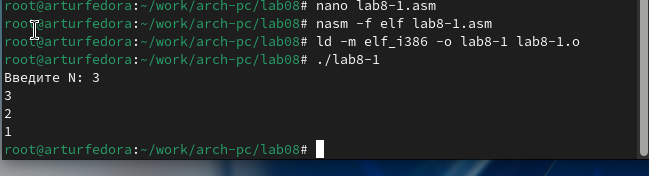 root@arturfedora:~/work/arch-pc/lab08# nano lab8-1.asm
root@arturfedora:~/work/arch-pc/lab08# nasm -f elf lab8-1.asm
root@arturfedora:~/work/arch-pc/lab08# ld -m elf_i386 -o lab8-1 lab8-1.o
root@arturfedora:~/work/arch-pc/lab08# ./lab8-1
Введите N: 3
3
2
1
root@arturfedora:~/work/arch-pc/lab08#